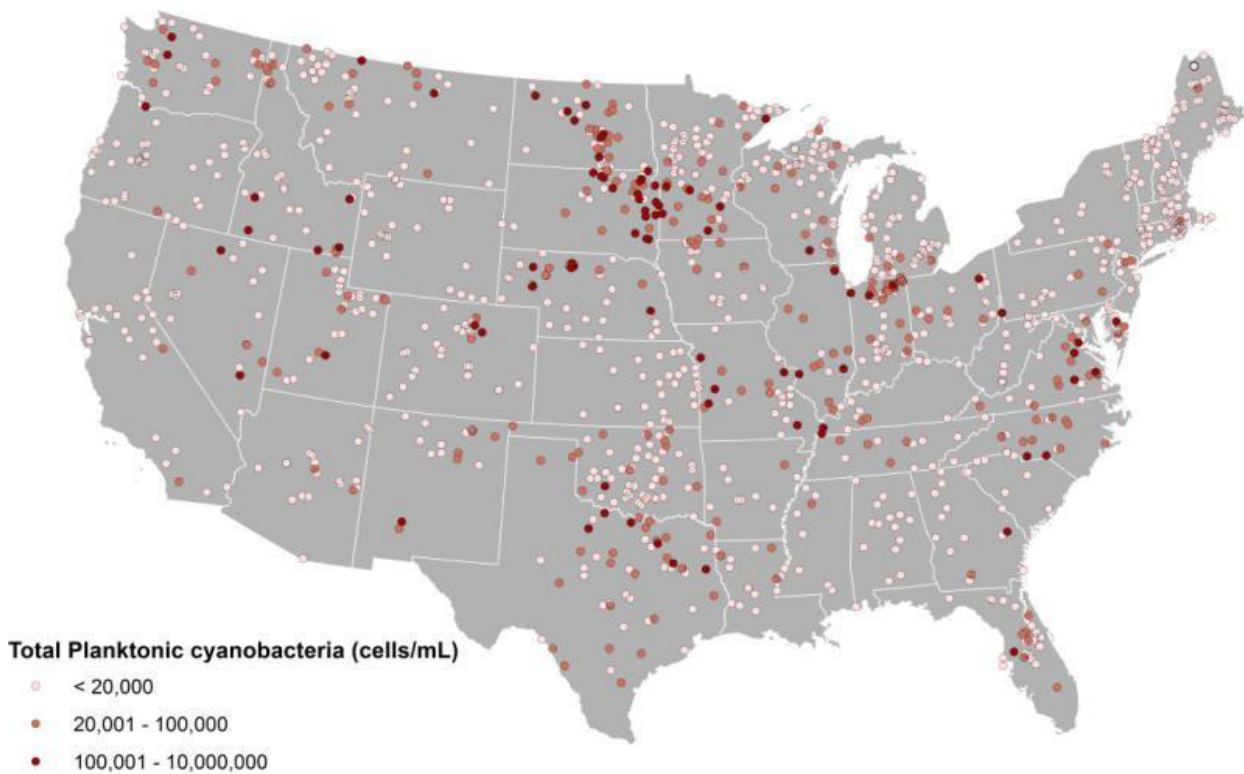 Total Planktonic cyanobacteria (cells/mL)
< 20,000
20,001 - 100,000
100,001 - 10,000,000